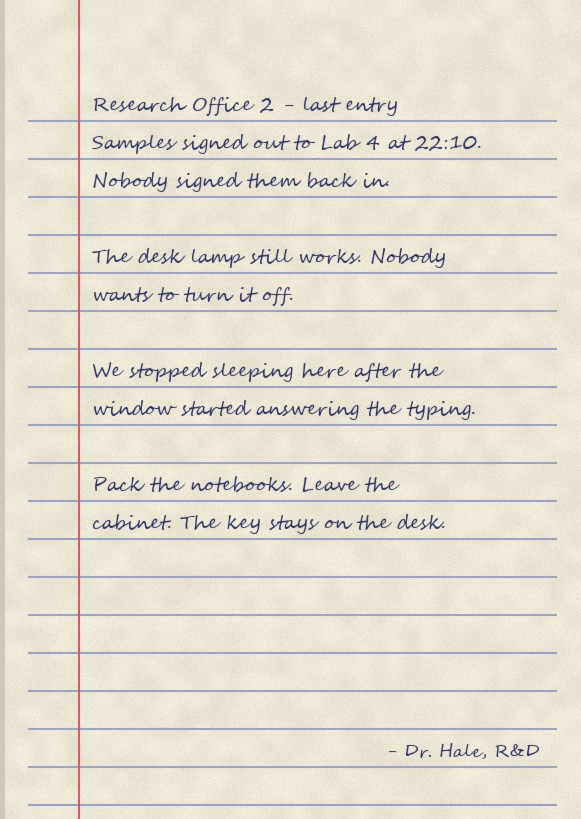 Research Office 2 - last entry
Samples signed out to Lab 4 at 22:10.
Nobody signed them back in.
The desk lamp still works. Nobody
wants to turn it off.
We stopped sleeping here after the
window started answering the typing.
Pack the notebooks. Leave the
cabinet. The key stays on the desk.
- Dr. Hale, R&D